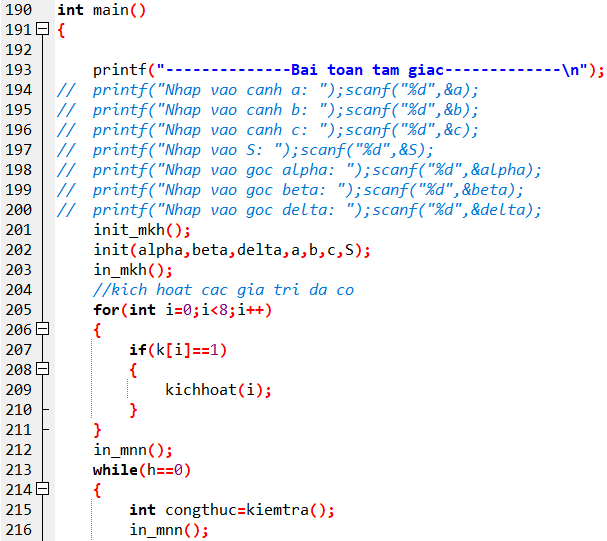 190 int main()
191 {
192
193 printf("--------------Bai toan tam giac-------------\n");
194 // printf("Nhap vao canh a: ");scanf("%d",&a);
195 // printf("Nhap vao canh b: ");scanf("%d",&b);
196 // printf("Nhap vao canh c: ");scanf("%d",&c);
197 // printf("Nhap vao S: ");scanf("%d",&S);
198 // printf("Nhap vao goc alpha: ");scanf("%d",&alpha);
199 // printf("Nhap vao goc beta: ");scanf("%d",&beta);
200 // printf("Nhap vao goc delta: ");scanf("%d",&delta);
201 init_mkh();
202 init(alpha,beta,delta,a,b,c,S);
203 in_mkh();
204 //kich hoat cac gia tri da co
205 for(int i=0;i<8;i++)
206 {
207 if(k[i]==1)
208 {
209 kichhoat(i);
210 }
211 }
212 in_mnn();
213 while(h==0)
214 {
215 int congthuc=kiemtra();
216 in_mnn();